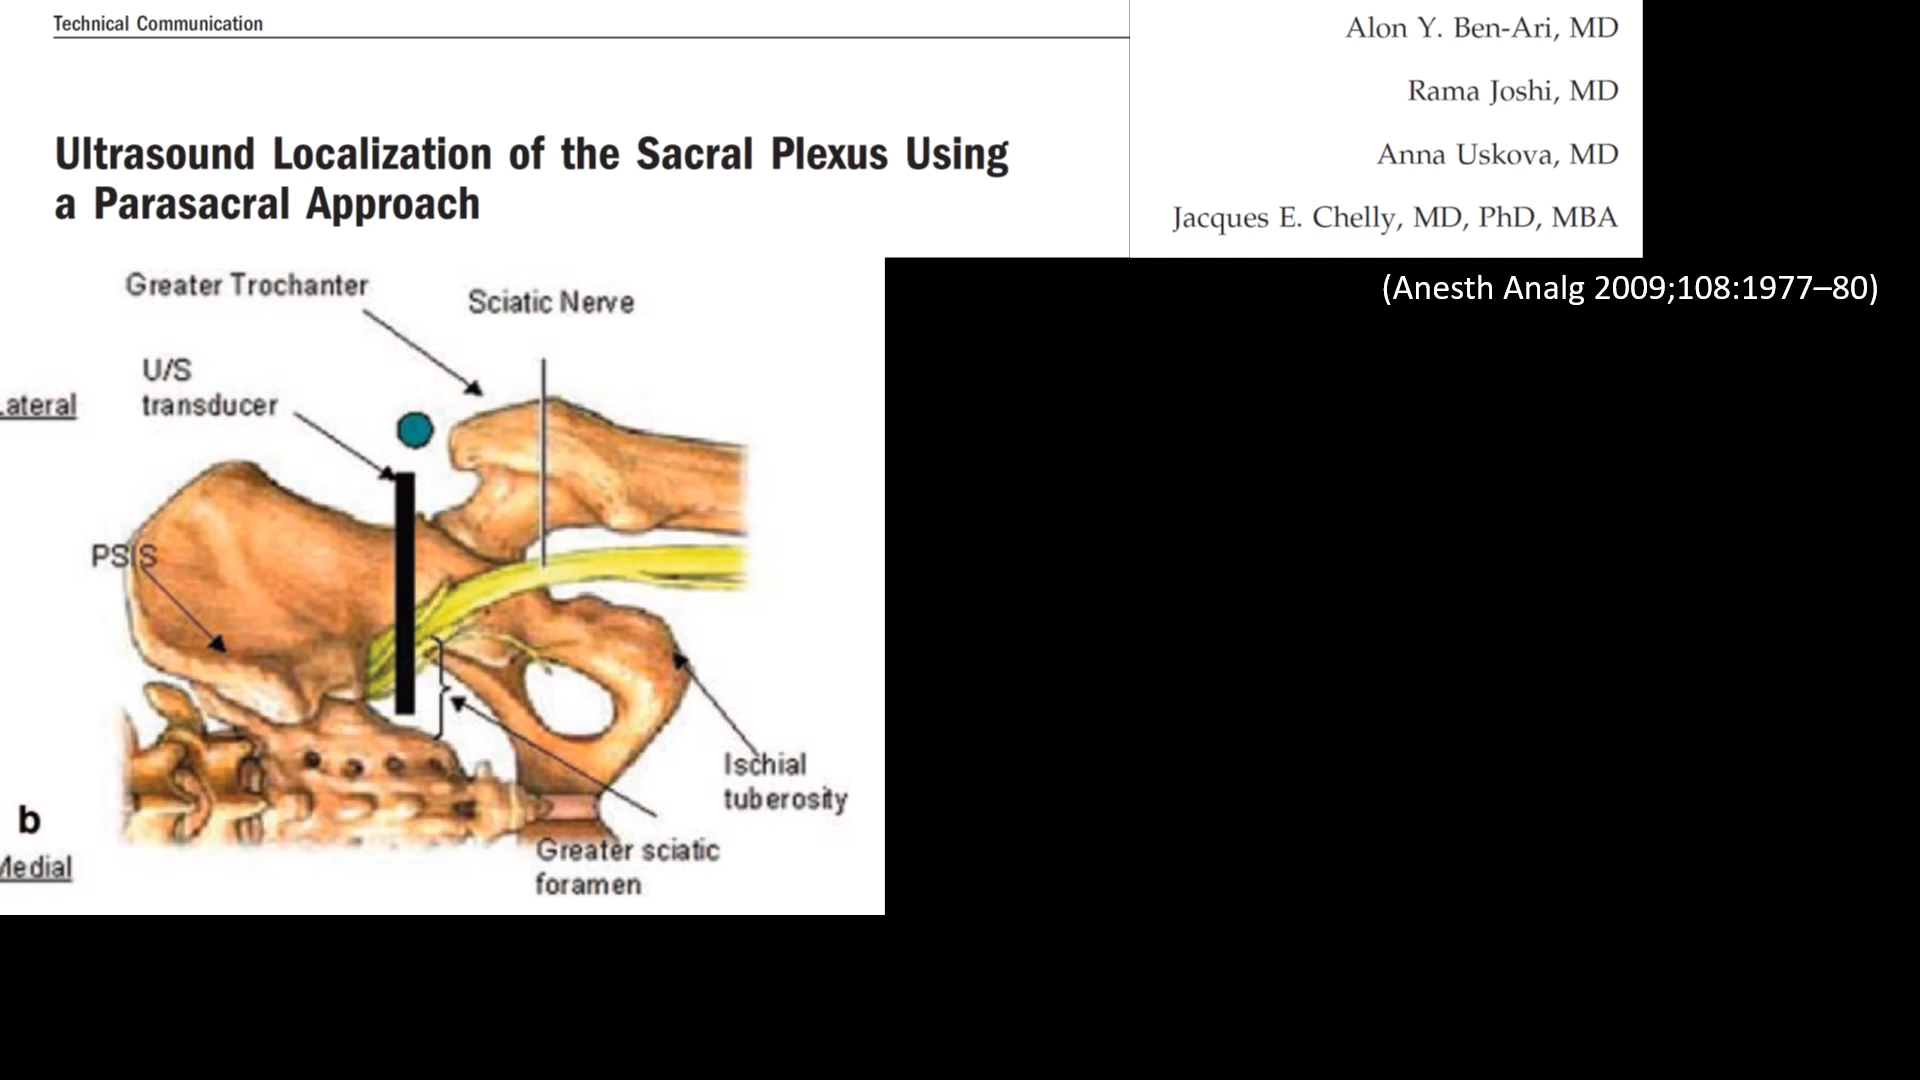 Technical Communication
Ultrasound Localization of the Sacral Plexus Using
a Parasacral Approach
Alon Y. Ben-Ari, MD
Rama Joshi, MD
Anna Uskova, MD
Jacques E. Chelly, MD, PhD, MBA
(Anesth Analg 2009;108:1977–80)
Greater Trochanter
Sciatic Nerve
U/S
transducer
ateral
PSIS
Ischial
tuberosity
b
Greater sciatic
foramen
Medial